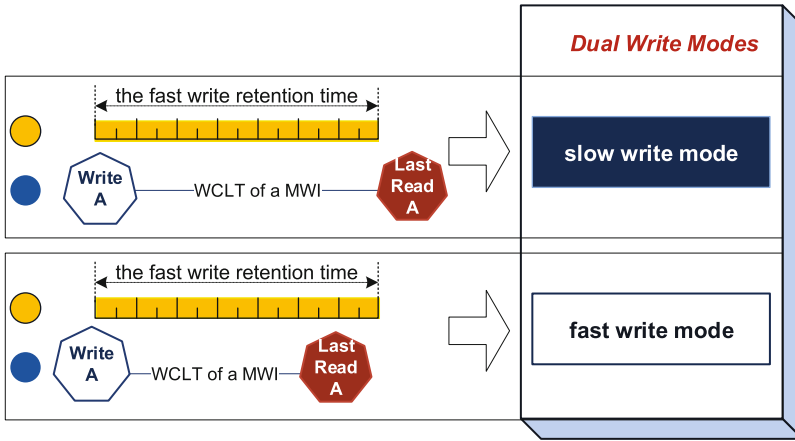 Dual Write Modes
the fast write retention time
Write
A
WCLT of a MWI
Last
Read
A
slow write mode
the fast write retention time
Write
A
WCLT of a MWI
Last
Read
A
fast write mode